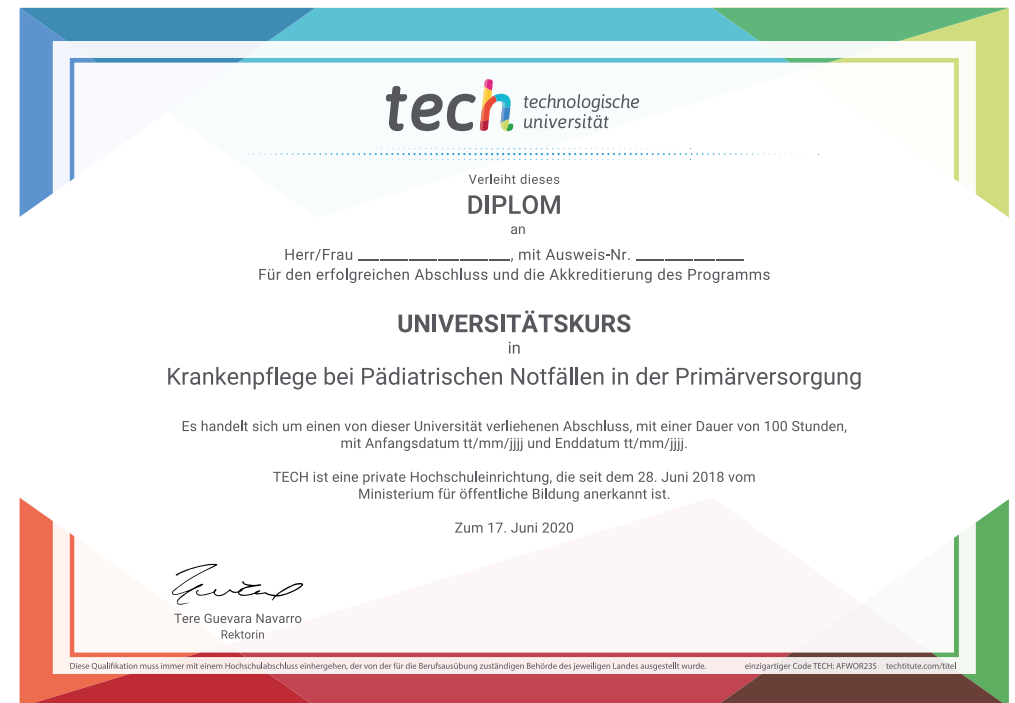 tech technologische
universität
Verleiht dieses
DIPLOM
an
Herr/Frau ________________, mit Ausweis-Nr. ____________
Für den erfolgreichen Abschluss und die Akkreditierung des Programms
UNIVERSITÄTSKURS
in
Krankenpflege bei Pädiatrischen Notfällen in der Primärversorgung
Es handelt sich um einen von dieser Universität verliehenen Abschluss, mit einer Dauer von 100 Stunden,
mit Anfangsdatum tt/mm/jjjj und Enddatum tt/mm/jjjj.
TECH ist eine private Hochschuleinrichtung, die seit dem 28. Juni 2018 vom
Ministerium für öffentliche Bildung anerkannt ist.
Zum 17. Juni 2020
Tere Guevara Navarro
Rektorin
Diese Qualifikation muss immer mit einem Hochschulabschluss einhergehen, der von der für die Berufsausübung zuständigen Behörde des jeweiligen Landes ausgestellt wurde. einzigartiger Code TECH: AFWOR23S techtitute.com/titel